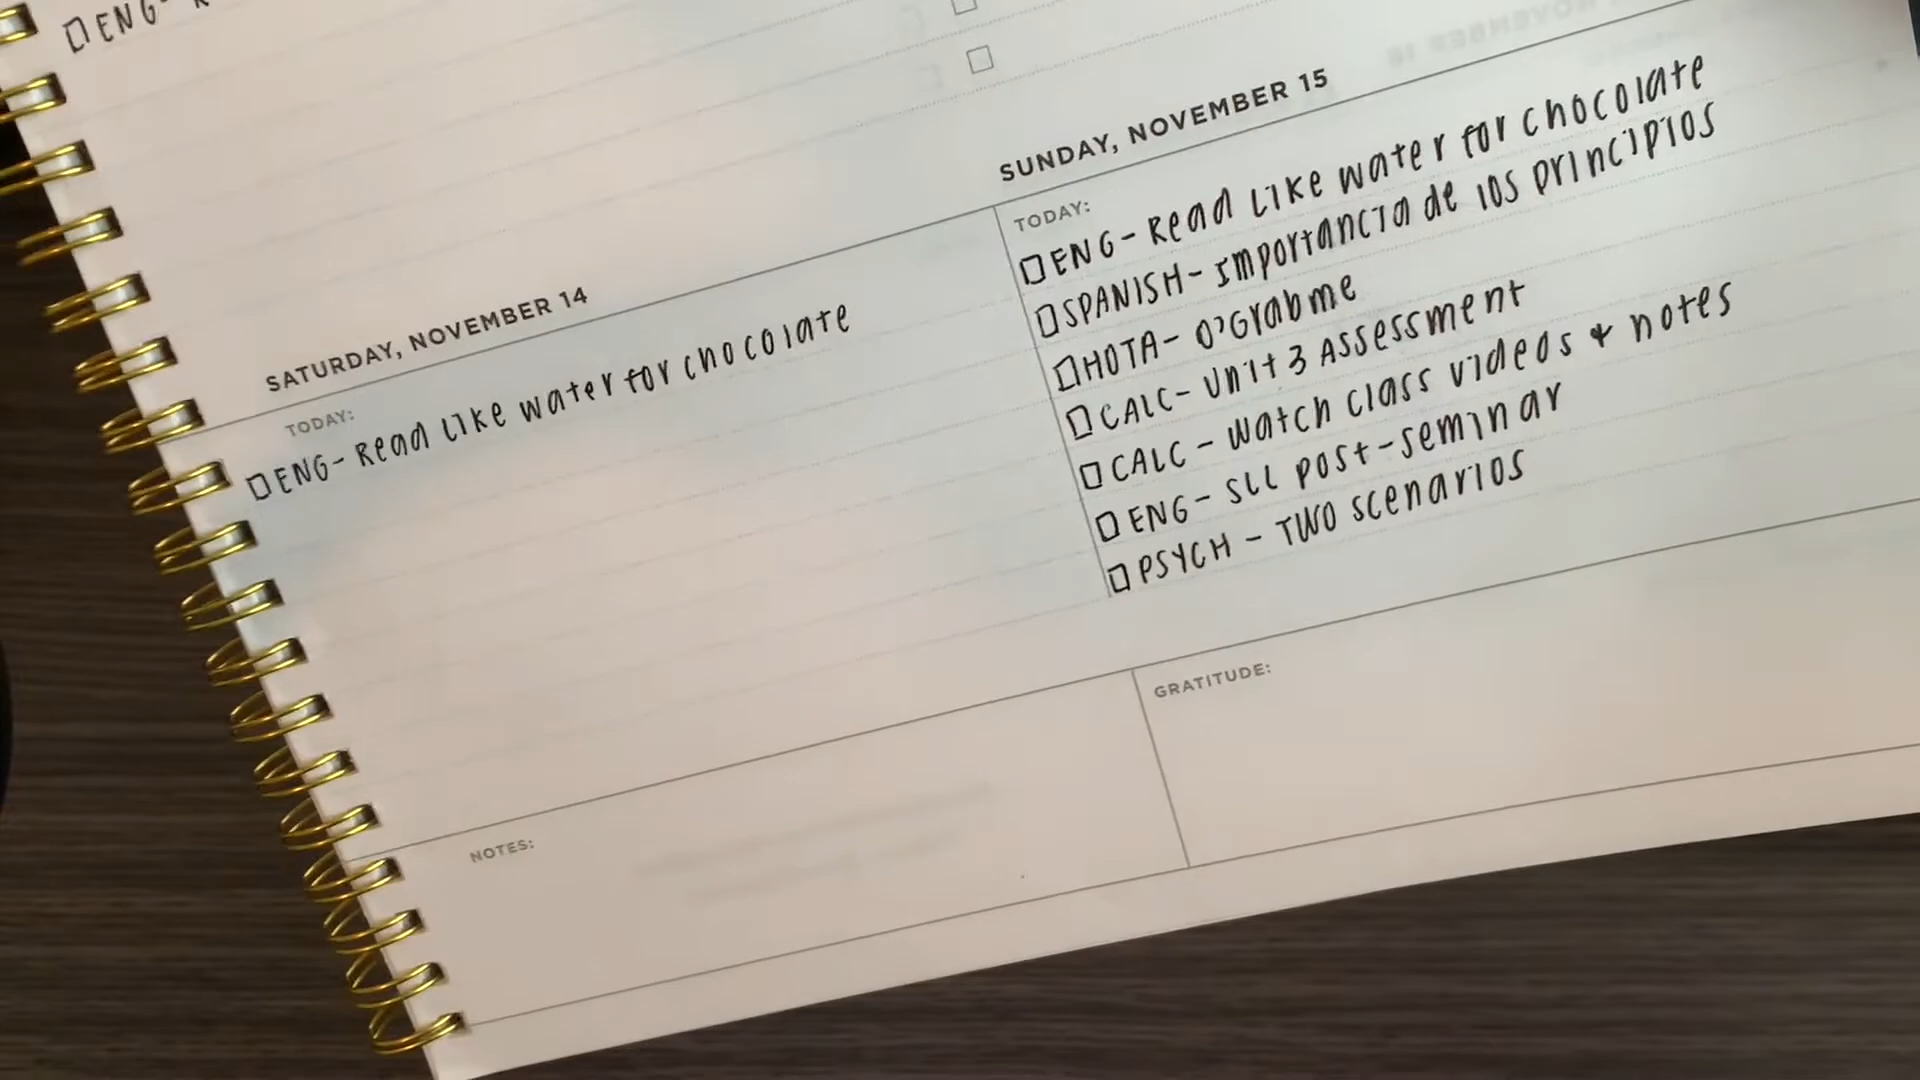 ENG-
SATURDAY, NOVEMBER 14
TODAY:
ENG- Read Like water for chocolate
SUNDAY, NOVEMBER 15
TODAY:
ENG- Read Like water for chocolate
SPANISH- Importancia de los principios
HOTA- O'Grabme
CALC- Unit 3 Assessment
CALC - Watch class videos & notes
ENG- SLL post-seminar
PSYCH - Two scenarios
NOTES:
GRATITUDE: